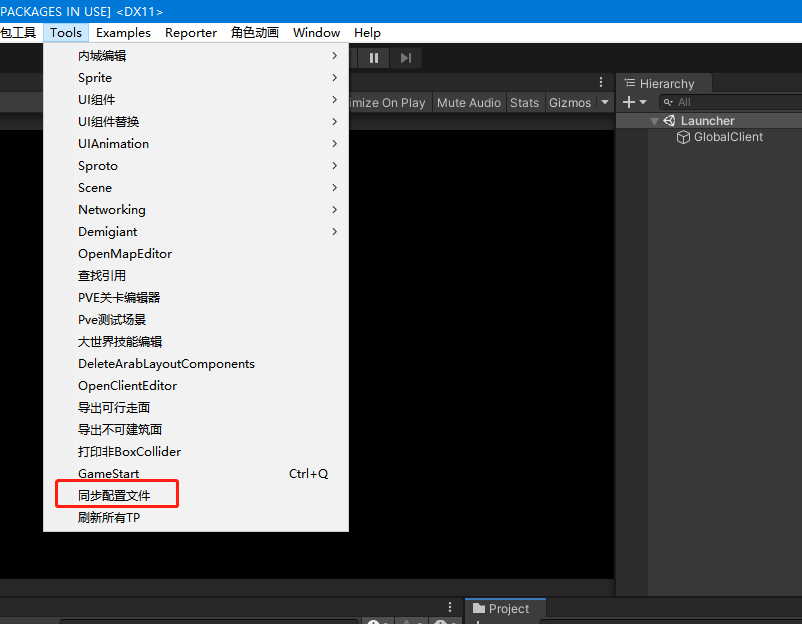 PACKAGES IN USE] <DX11>
包工具 Tools Examples Reporter 角色动画 Window Help
内城编辑
Sprite
UI组件
UI组件替换
UIAnimation
Sproto
Scene
Networking
Demigiant
OpenMapEditor
查找引用
PVE关卡编辑器
Pve测试场景
大世界技能编辑
DeleteArabLayoutComponents
OpenClientEditor
导出可行走面
导出不可建筑面
打印非BoxCollider
GameStart Ctrl+Q
同步配置文件
刷新所有TP
imize On Play Mute Audio Stats Gizmos
Hierarchy
All
Launcher
GlobalClient
Project